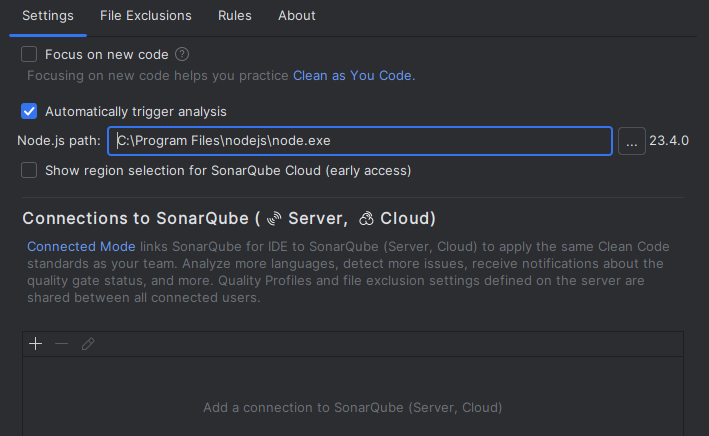 Settings File Exclusions Rules About
Focus on new code ?
Focusing on new code helps you practice Clean as You Code.
Automatically trigger analysis
Node.js path: C:\Program Files\nodejs\node.exe ... 23.4.0
Show region selection for SonarQube Cloud (early access)
Connections to SonarQube ( Server, Cloud)
Connected Mode links SonarQube for IDE to SonarQube (Server, Cloud) to apply the same Clean Code
standards as your team. Analyze more languages, detect more issues, receive notifications about the
quality gate status, and more. Quality Profiles and file exclusion settings defined on the server are
shared between all connected users.
Add a connection to SonarQube (Server, Cloud)